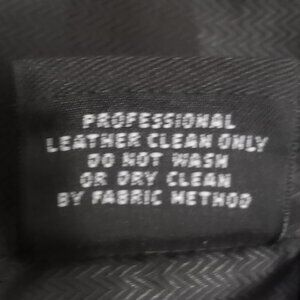 PROFESSIONAL
LEATHER CLEAN ONLY
DO NOT WASH
OR DRY CLEAN
BY FABRIC METHOD